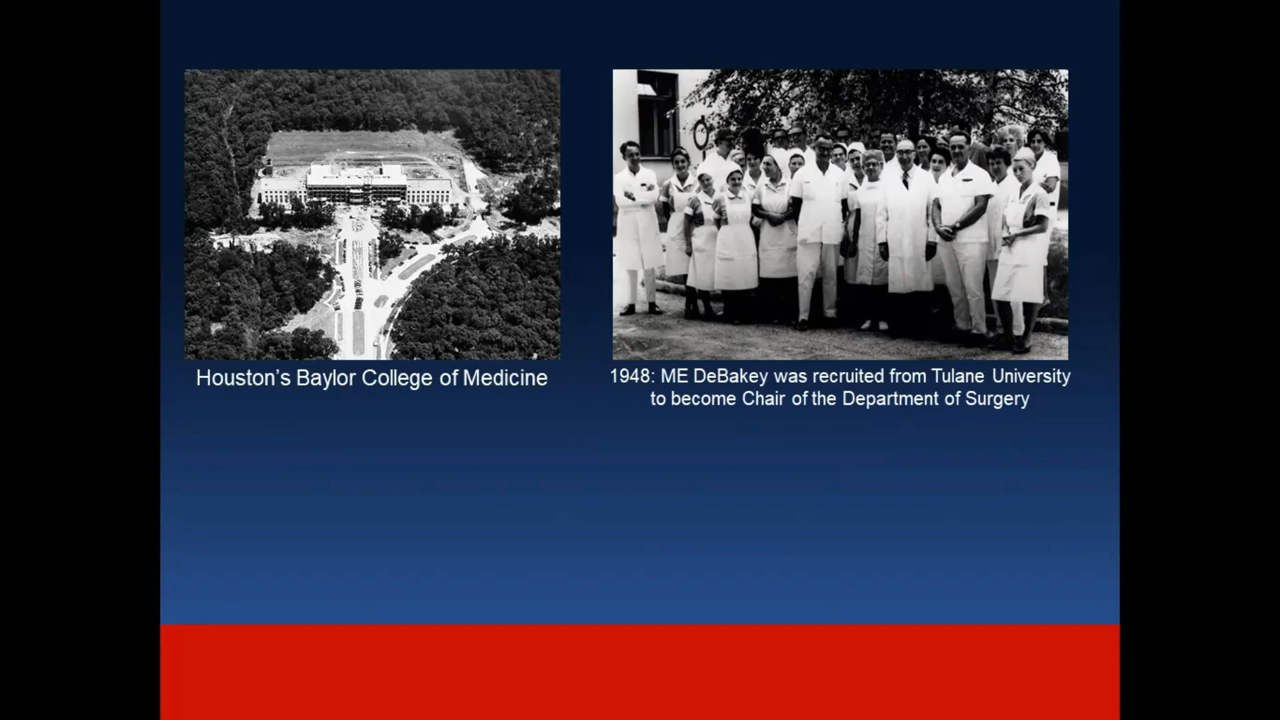 Houston’s Baylor College of Medicine
1948: ME DeBakey was recruited from Tulane University
to become Chair of the Department of Surgery